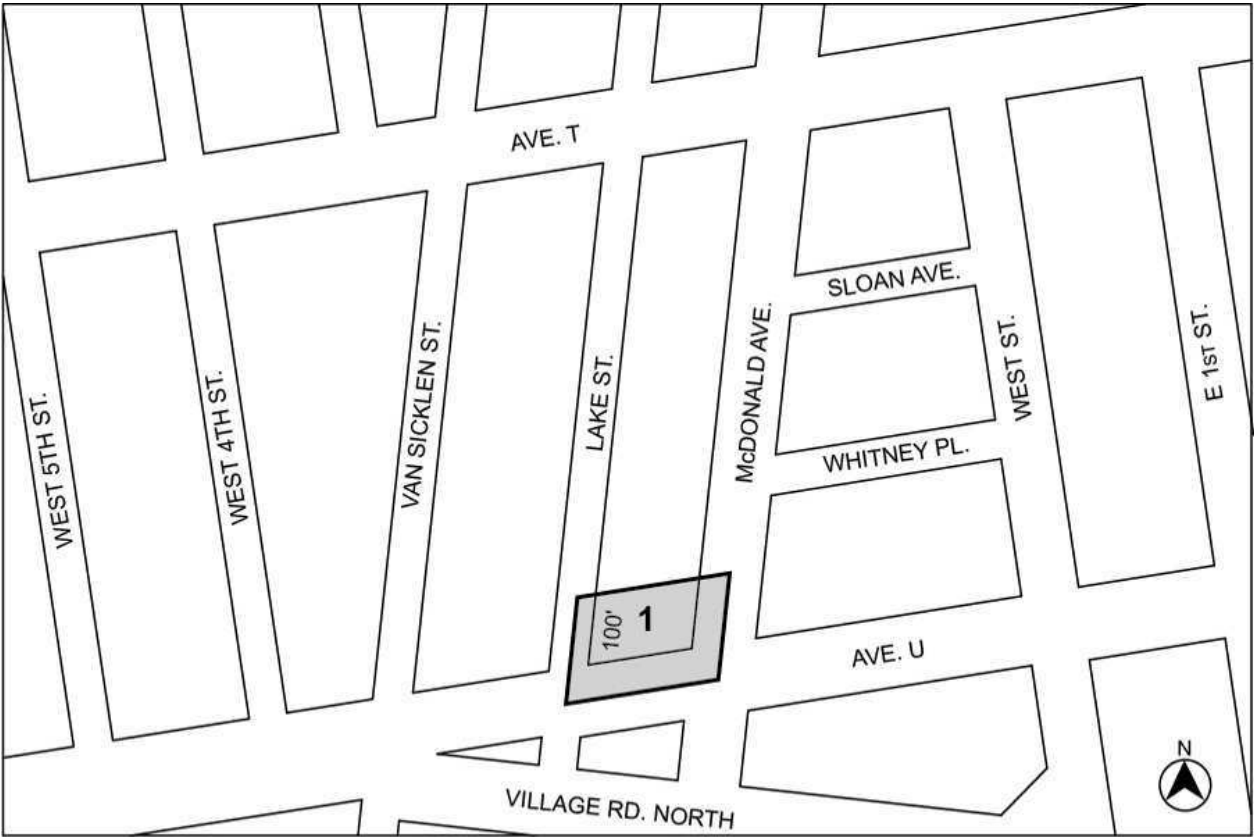 AVE. T
SLOAN AVE.
McDONALD AVE.
WEST ST.
E 1ST ST.
LAKE ST.
VAN SICKLEN ST.
WEST 4TH ST.
WEST 5TH ST.
WHITNEY PL.
100'
1
AVE. U
N
VILLAGE RD. NORTH